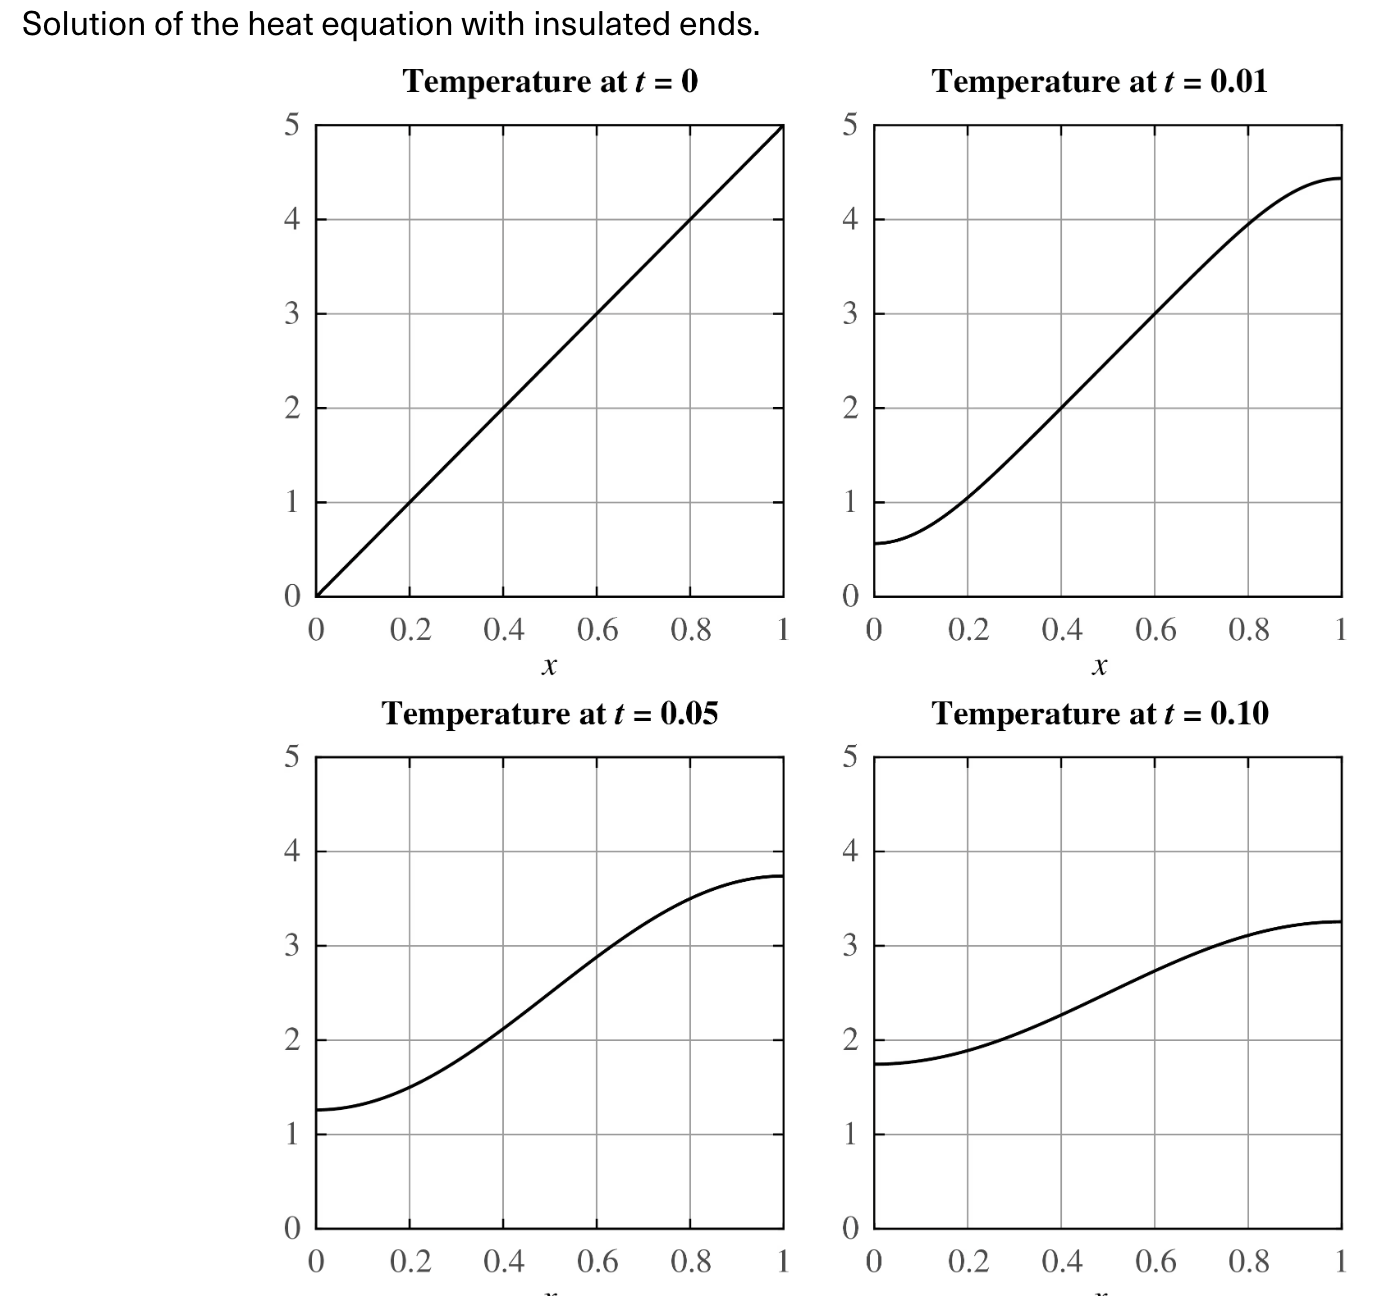 Solution of the heat equation with insulated ends.
Temperature at t = 0
5
4
3
2
1
0
0 0.2 0.4 0.6 0.8 1
x
Temperature at t = 0.01
5
4
3
2
1
0
0 0.2 0.4 0.6 0.8 1
x
Temperature at t = 0.05
5
4
3
2
1
0
0 0.2 0.4 0.6 0.8 1
x
Temperature at t = 0.10
5
4
3
2
1
0
0 0.2 0.4 0.6 0.8 1
x